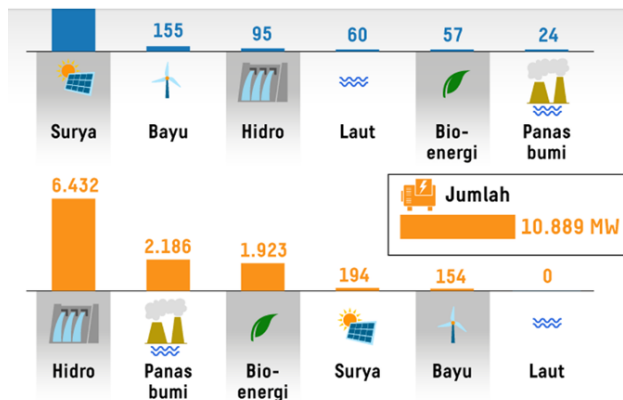 155 95 60 57 24
Surya Bayu Hidro Laut Bio-
energi Panas
bumi
Jumlah
10.889 MW
6.432 2.186 1.923 194 154 0
Hidro Panas
bumi Bio-
energi Surya Bayu Laut